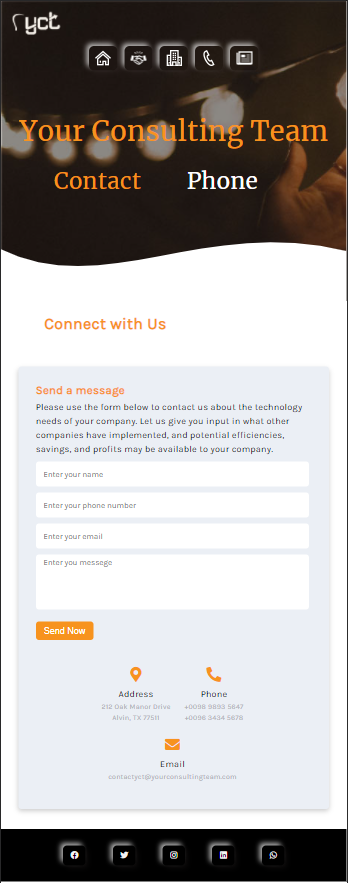 yct
Your Consulting Team
Contact Phone
Connect with Us
Send a message
Please use the form below to contact us about the technology
needs of your company. Let us give you input in what other
companies have implemented, and potential efficiencies,
savings, and profits may be available to your company.
Enter your name
Enter your phone number
Enter your email
Enter you messege
Send Now
Address
212 Oak Manor Drive
Alvin, TX 77511
Phone
+0098 9893 5647
+0096 3434 5678
Email
contactyct@yourconsultingteam.com